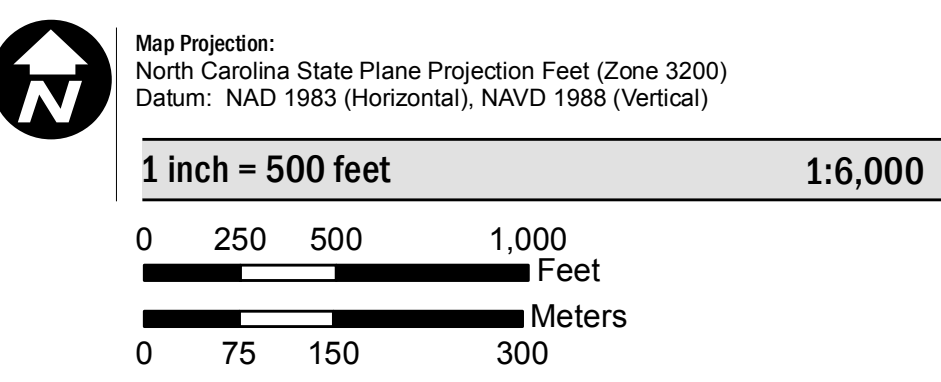 N
Map Projection:
North Carolina State Plane Projection Feet (Zone 3200)
Datum: NAD 1983 (Horizontal), NAVD 1988 (Vertical)
1 inch = 500 feet 1:6,000
0 250 500 1,000
Feet
Meters
0 75 150 300